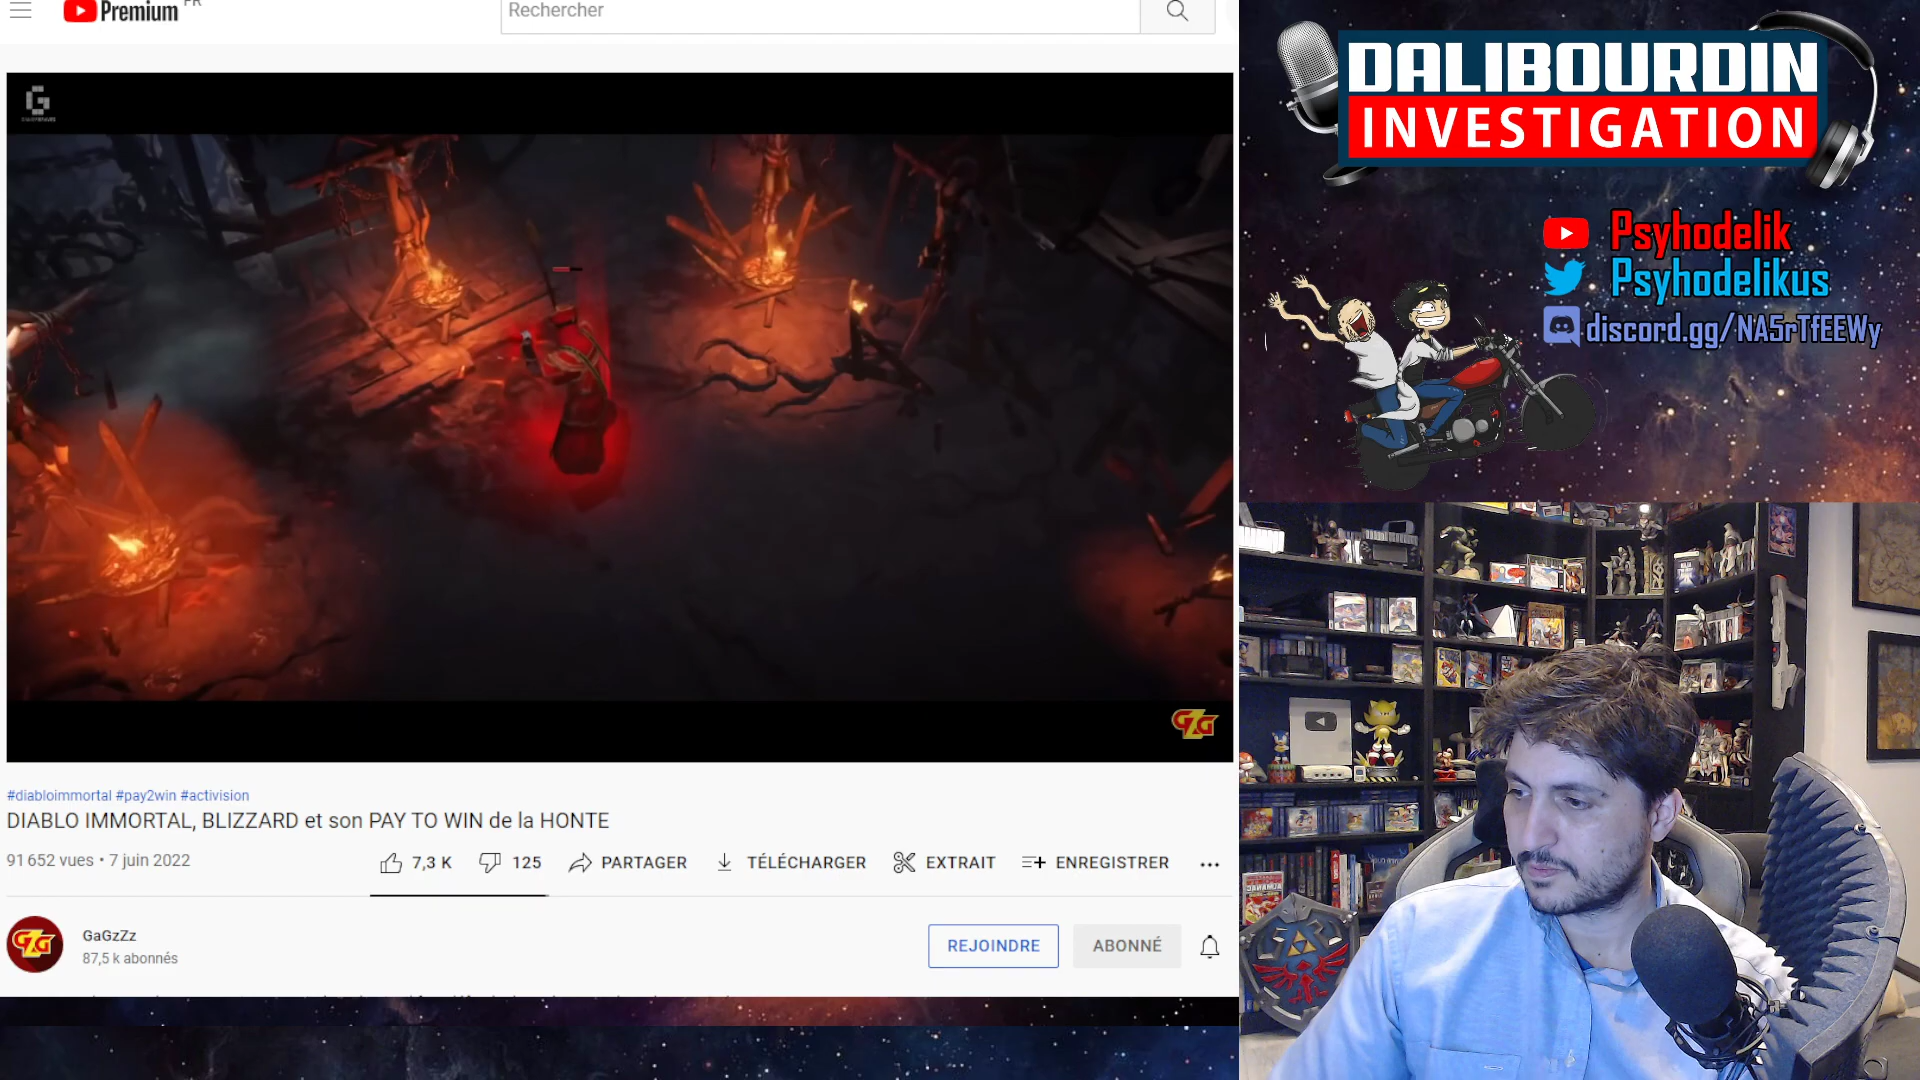 Premium FR
Rechercher
#diabloimmortal #pay2win #activision
DIABLO IMMORTAL, BLIZZARD et son PAY TO WIN de la HONTE
91 652 vues • 7 juin 2022
7,3 K
125
PARTAGER
TÉLÉCHARGER
EXTRAIT
ENREGISTRER
GZG
GaGzZz
87,5 k abonnés
REJOINDRE
ABONNÉ
GZG
DALIBOURDIN
INVESTIGATION
Psyhodelik
Psyhodelikus
discord.gg/NA5rTfEEWy